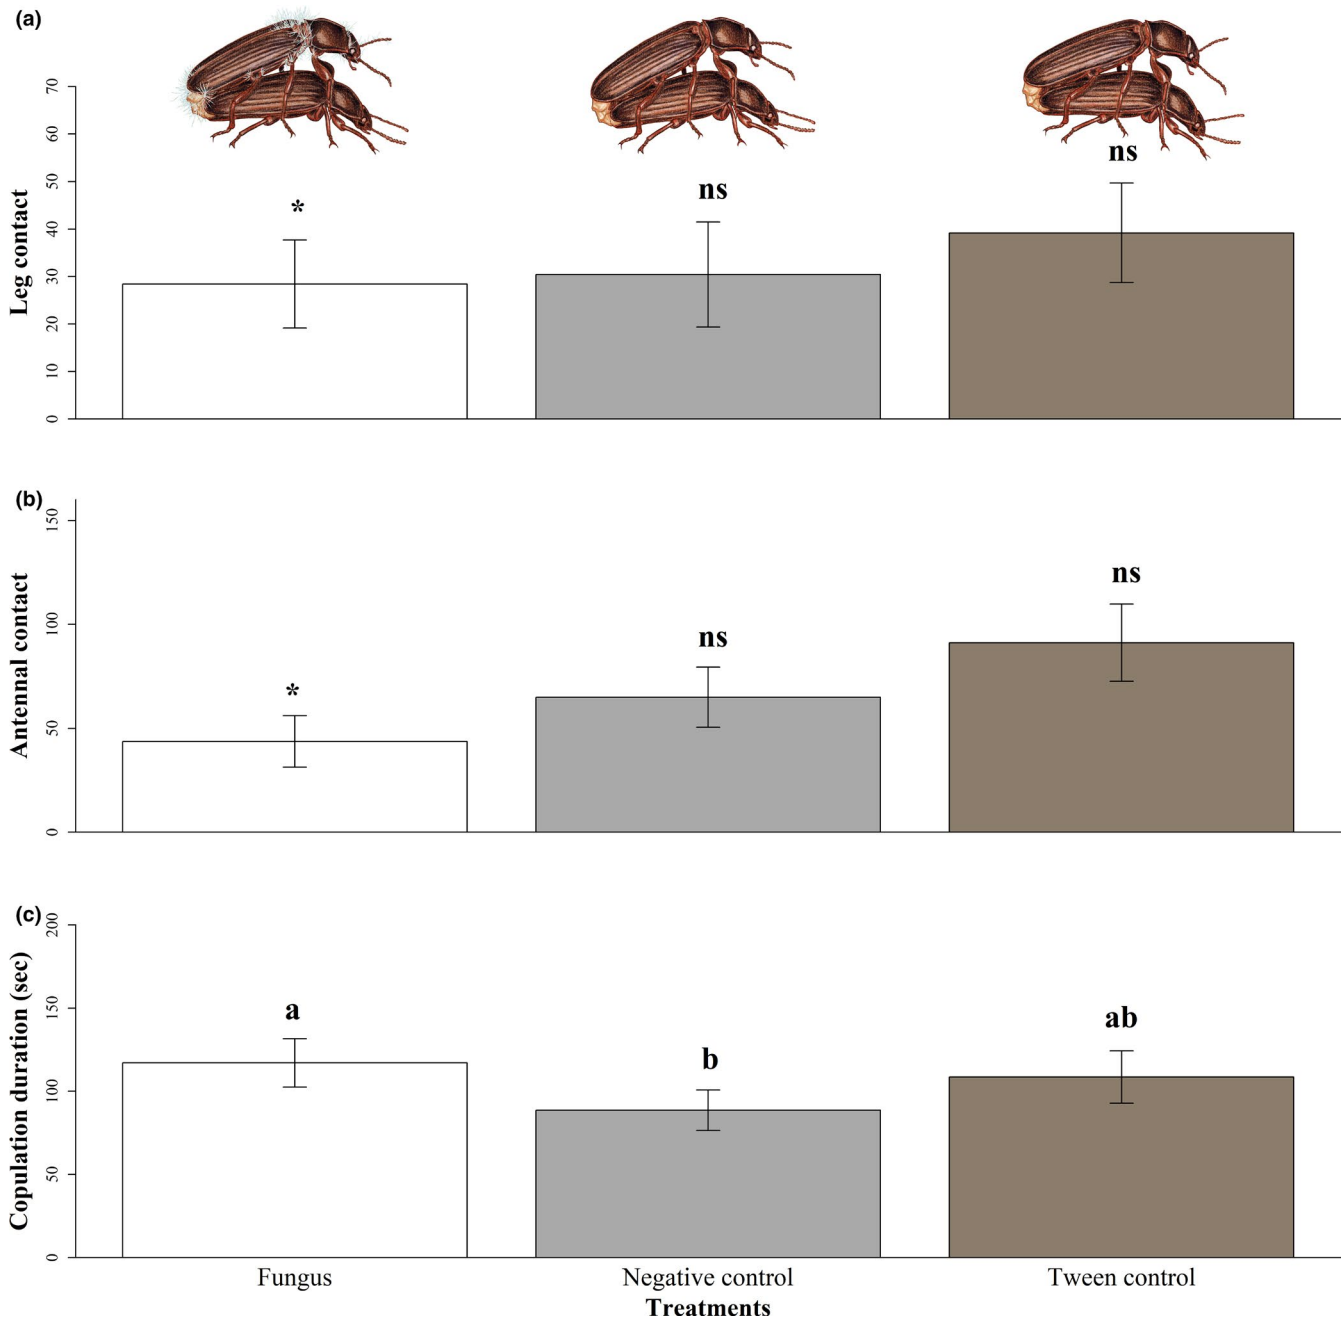 (a)
Leg contact
70
60
50
40
30
20
10
0
*
ns
ns
(b)
Antennal contact
150
100
50
0
*
ns
ns
(c)
Copulation duration (sec)
200
150
100
50
0
a
b
ab
Fungus
Negative control
Tween control
Treatments